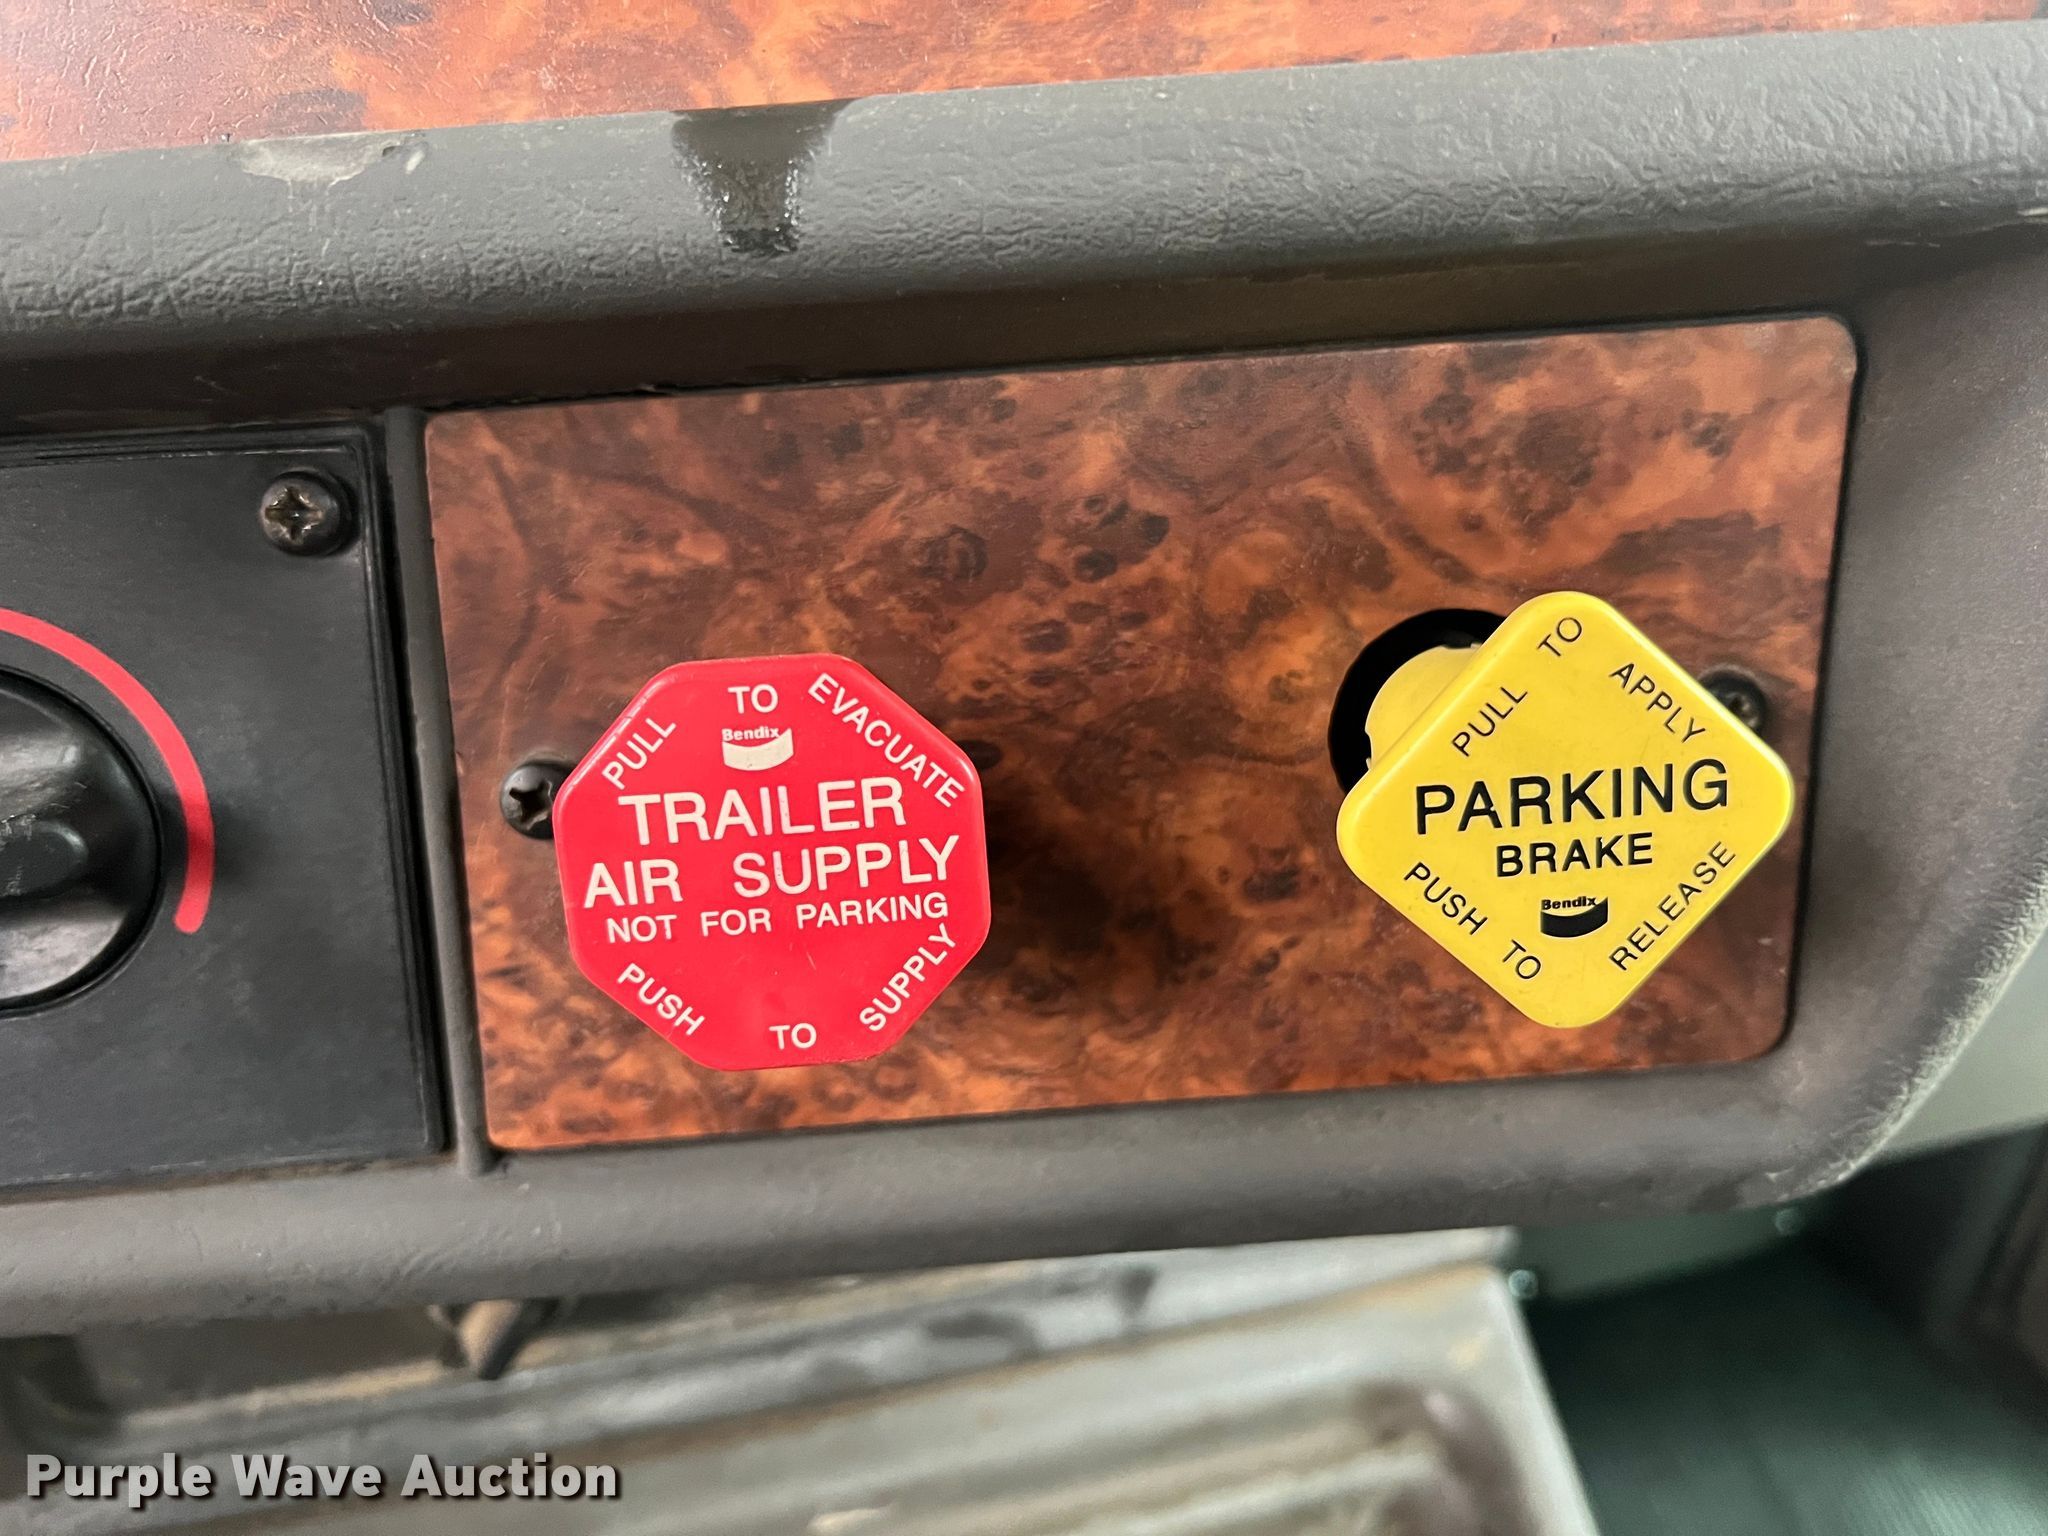 PULL TO EVACUATE
Bendix
TRAILER
AIR SUPPLY
NOT FOR PARKING
PUSH TO SUPPLY
PULL TO APPLY
PARKING
BRAKE
Bendix
PUSH TO RELEASE
Purple Wave Auction